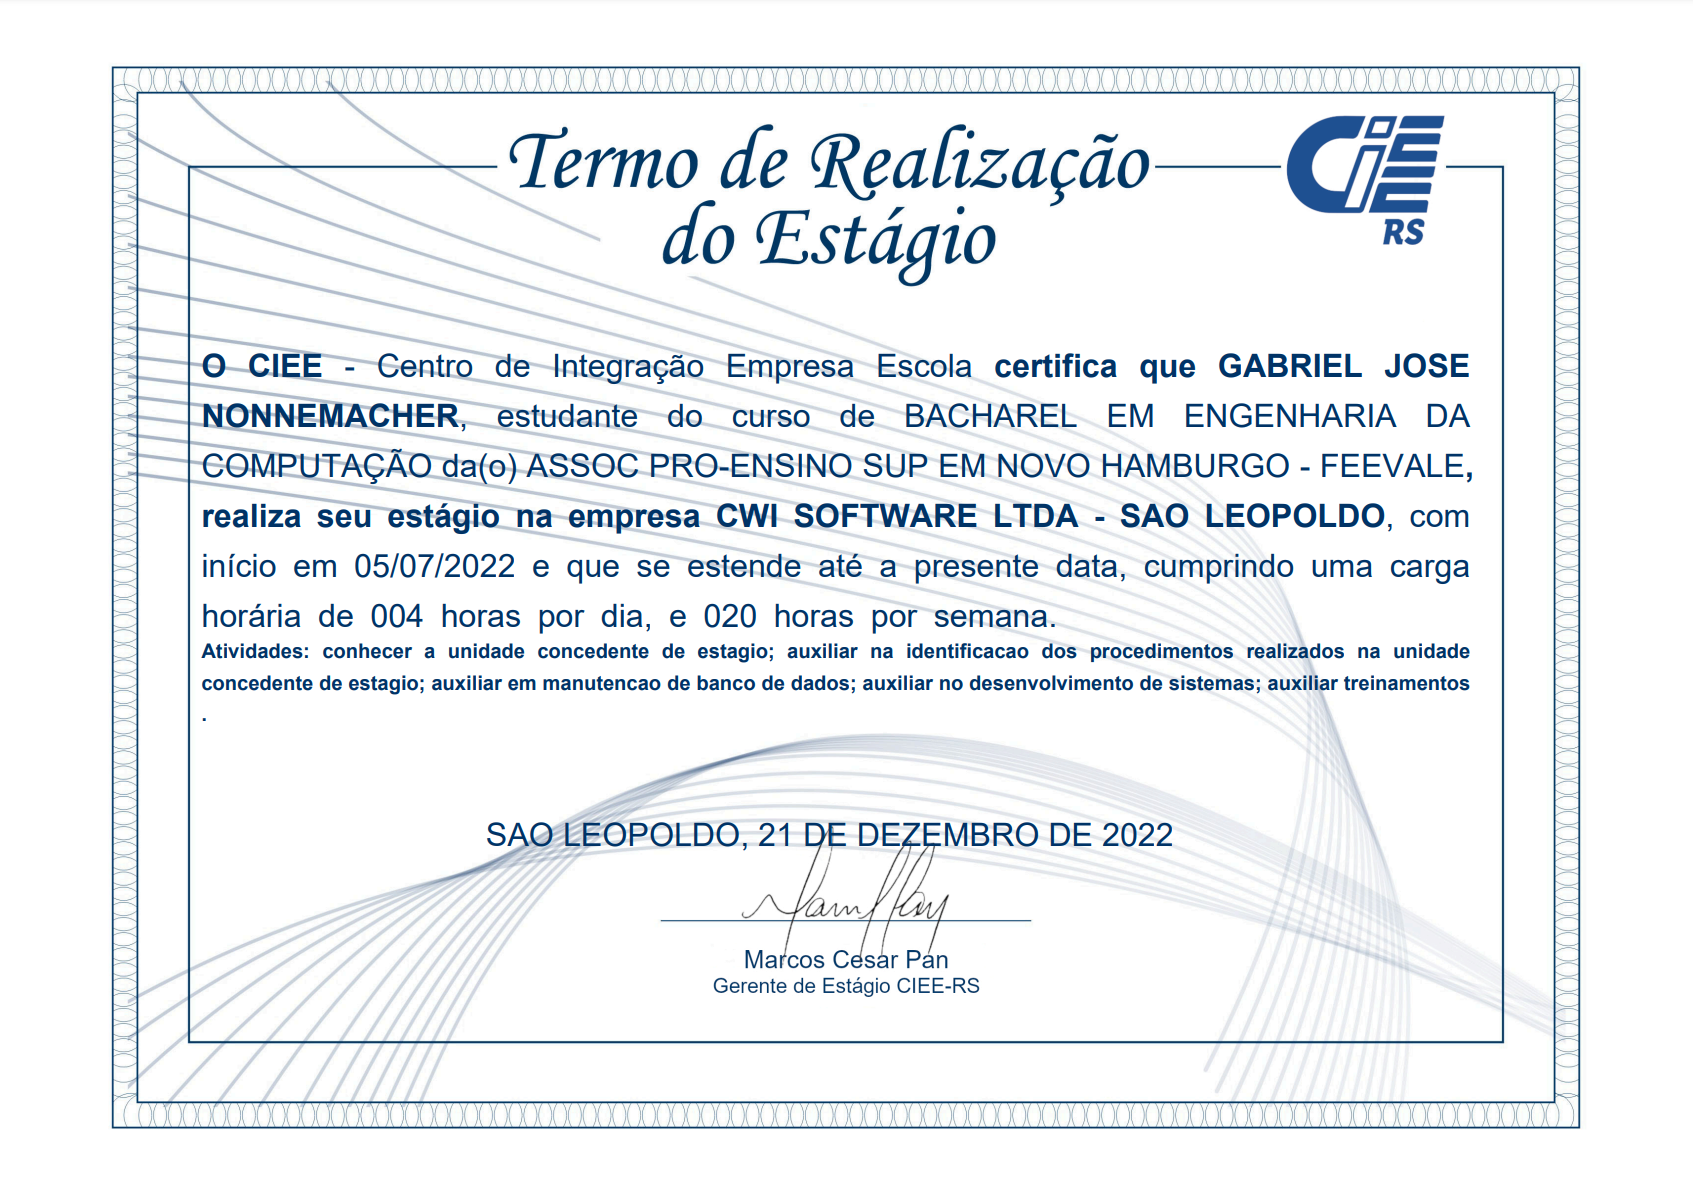 Termo de Realização
do Estágio
CIEE
RS
O CIEE - Centro de Integração Empresa Escola certifica que GABRIEL JOSE
NONNEMACHER, estudante do curso de BACHAREL EM ENGENHARIA DA
COMPUTAÇÃO da(o) ASSOC PRO-ENSINO SUP EM NOVO HAMBURGO - FEEVALE,
realiza seu estágio na empresa CWI SOFTWARE LTDA - SAO LEOPOLDO, com
início em 05/07/2022 e que se estende até a presente data, cumprindo uma carga
horária de 004 horas por dia, e 020 horas por semana.
Atividades: conhecer a unidade concedente de estagio; auxiliar na identificacao dos procedimentos realizados na unidade
concedente de estagio; auxiliar em manutencao de banco de dados; auxiliar no desenvolvimento de sistemas; auxiliar treinamentos
.
SAO LEOPOLDO, 21 DE DEZEMBRO DE 2022
Marcos Cesar Pan
Gerente de Estágio CIEE-RS